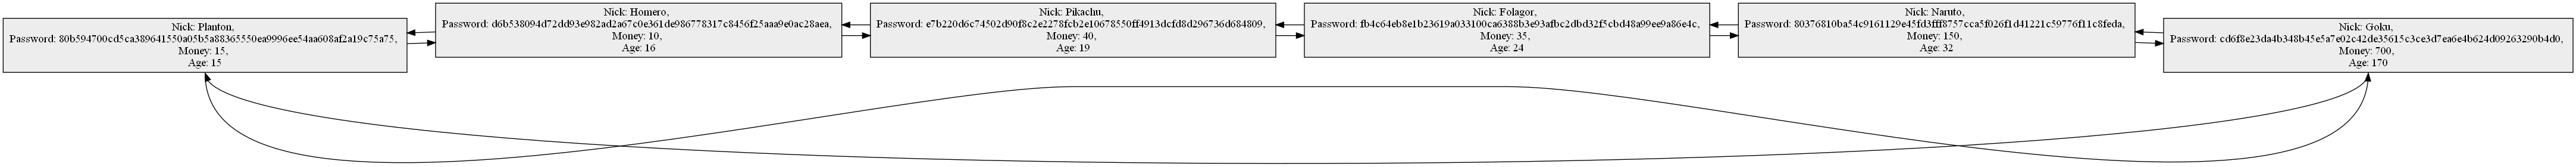 Nick: Planton,
Password: 80b594700cd5ca389641550a05b5a88365550ea9996ee54aa608af2a19c75a75,
Money: 15,
Age: 15
Nick: Homero,
Password: d6b538094d72dd93e982ad2a67c0e361de986778317c8456f25aaa9e0ac28aea,
Money: 10,
Age: 16
Nick: Pikachu,
Password: e7b220d6c74502d90f8c2e2278fcb2e10678550ff4913dcfd8d296736d684809,
Money: 40,
Age: 19
Nick: Folagor,
Password: fb4c64eb8e1b23619a033100ca6388b3e93afbc2dbd32f5cbd48a99ee9a86e4c,
Money: 35,
Age: 24
Nick: Naruto,
Password: 80376810ba54c9161129e45fd3fff8757cca5f026f1d41221c59776f11c8feda,
Money: 150,
Age: 32
Nick: Goku,
Password: cd6f8e23da4b348b45e5a7e02c42de35615c3ce3d7ea6e4b624d09263290b4d0,
Money: 700,
Age: 170